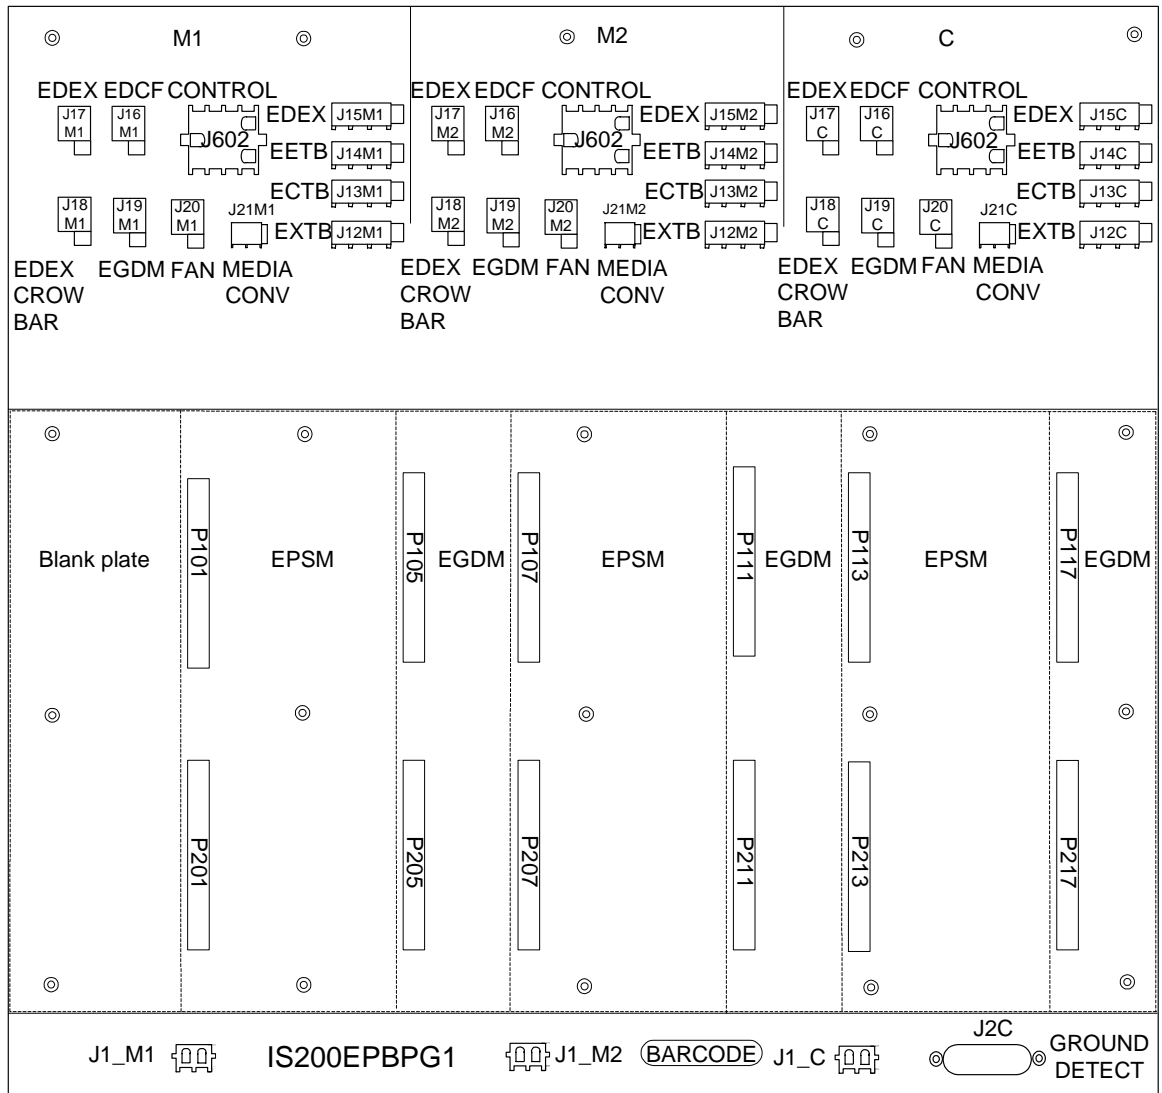 M1
M2
C
EDEX EDCF CONTROL
J17 M1
J16 M1
J602
EDEX J15M1
EETB J14M1
ECTB J13M1
EXTB J12M1
J18 M1
J19 M1
J20 M1
J21M1
EDEX CROW BAR
EGDM
FAN
MEDIA CONV
EDEX EDCF CONTROL
J17 M2
J16 M2
J602
EDEX J15M2
EETB J14M2
ECTB J13M2
EXTB J12M2
J18 M2
J19 M2
J20 M2
J21M2
EDEX CROW BAR
EGDM
FAN
MEDIA CONV
EDEX EDCF CONTROL
J17 C
J16 C
J602
EDEX J15C
EETB J14C
ECTB J13C
EXTB J12C
J18 C
J19 C
J20 C
J21C
EDEX CROW BAR
EGDM
FAN
MEDIA CONV
Blank plate
P101
EPSM
P105
EGDM
P107
EPSM
P111
EGDM
P113
EPSM
P117
EGDM
P201
P205
P207
P211
P213
P217
J1_M1
IS200EPBPG1
J1_M2
BARCODE
J1_C
J2C
GROUND DETECT